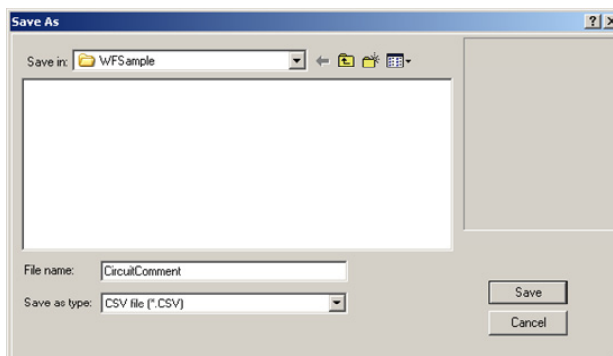 Save As
Save in: WFSample
File name: CircuitComment
Save as type: CSV file (*.CSV)
Save
Cancel